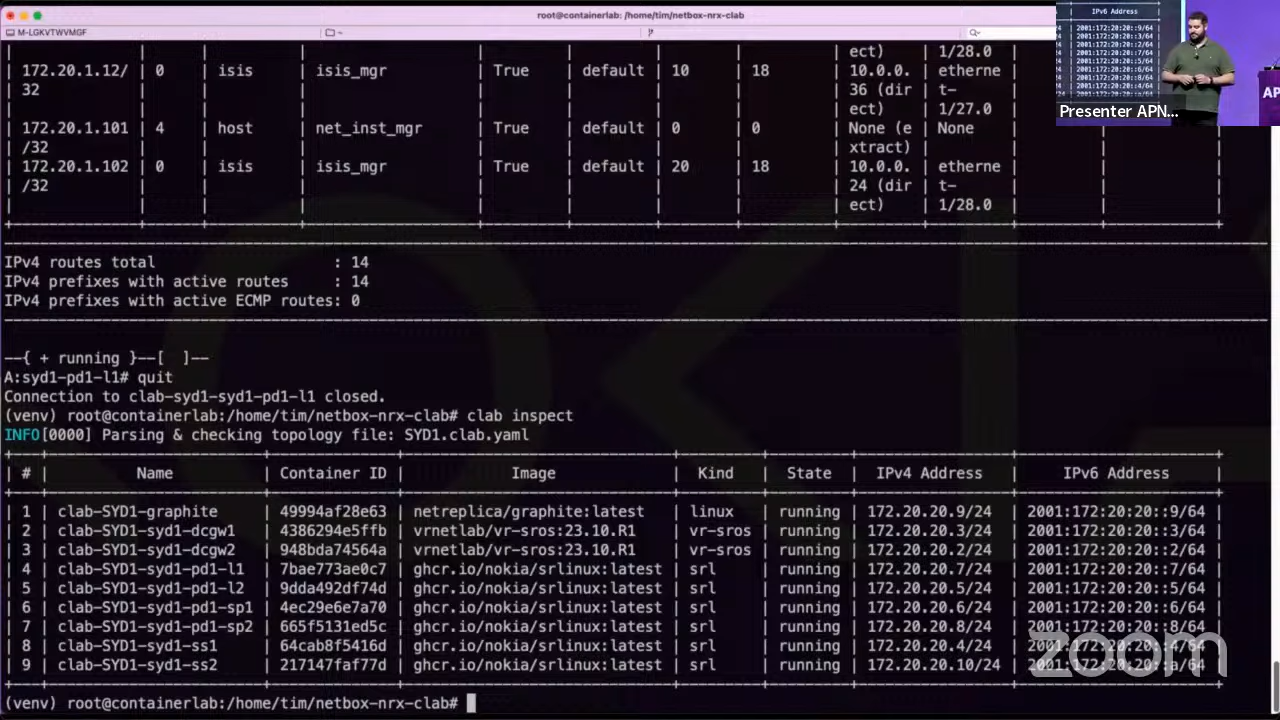 root@containerlab: /home/tim/netbox-nrx-clab
M-LGKVTWVMGF
| | | | | | | | | ect) | 1/28.0 | |
| 172.20.1.12/ | 0 | isis | isis_mgr | True | default | 10 | 18 | 10.0.0. | etherne | |
| 32 | | | | | | | | 36 (dir | t- | |
| | | | | | | | | ect) | 1/27.0 | |
| 172.20.1.101 | 4 | host | net_inst_mgr | True | default | 0 | 0 | None (e | None | |
| /32 | | | | | | | | xtract) | | |
| 172.20.1.102 | 0 | isis | isis_mgr | True | default | 20 | 18 | 10.0.0. | etherne | |
| /32 | | | | | | | | 24 (dir | t- | |
| | | | | | | | | ect) | 1/28.0 | |
IPv4 routes total : 14
IPv4 prefixes with active routes : 14
IPv4 prefixes with active ECMP routes: 0
--{ + running }--[ ]--
A:syd1-pd1-l1# quit
Connection to clab-syd1-syd1-pd1-l1 closed.
(venv) root@containerlab:/home/tim/netbox-nrx-clab# clab inspect
INFO[0000] Parsing & checking topology file: SYD1.clab.yaml
| # | Name | Container ID | Image | Kind | State | IPv4 Address | IPv6 Address |
| 1 | clab-SYD1-graphite | 49994af28e63 | netreplica/graphite:latest | linux | running | 172.20.20.9/24 | 2001:172:20:20::9/64 |
| 2 | clab-SYD1-syd1-dcgw1 | 4386294e5ffb | vrnetlab/vr-sros:23.10.R1 | vr-sros | running | 172.20.20.3/24 | 2001:172:20:20::3/64 |
| 3 | clab-SYD1-syd1-dcgw2 | 948bda74564a | vrnetlab/vr-sros:23.10.R1 | vr-sros | running | 172.20.20.2/24 | 2001:172:20:20::2/64 |
| 4 | clab-SYD1-syd1-pd1-l1 | 7bae773ae0c7 | ghcr.io/nokia/srlinux:latest | srl | running | 172.20.20.7/24 | 2001:172:20:20::7/64 |
| 5 | clab-SYD1-syd1-pd1-l2 | 9dda492df74d | ghcr.io/nokia/srlinux:latest | srl | running | 172.20.20.5/24 | 2001:172:20:20::5/64 |
| 6 | clab-SYD1-syd1-pd1-sp1 | 4ec29e6e7a70 | ghcr.io/nokia/srlinux:latest | srl | running | 172.20.20.6/24 | 2001:172:20:20::6/64 |
| 7 | clab-SYD1-syd1-pd1-sp2 | 665f5131ed5c | ghcr.io/nokia/srlinux:latest | srl | running | 172.20.20.8/24 | 2001:172:20:20::8/64 |
| 8 | clab-SYD1-syd1-ss1 | 64cab8f5416d | ghcr.io/nokia/srlinux:latest | srl | running | 172.20.20.4/24 | 2001:172:20:20::4/64 |
| 9 | clab-SYD1-syd1-ss2 | 217147faf77d | ghcr.io/nokia/srlinux:latest | srl | running | 172.20.20.10/24 | 2001:172:20:20::a/64 |
(venv) root@containerlab:/home/tim/netbox-nrx-clab#
IPv6 Address
2001:172:20:20::9/64
2001:172:20:20::3/64
2001:172:20:20::2/64
2001:172:20:20::7/64
2001:172:20:20::5/64
2001:172:20:20::6/64
2001:172:20:20::8/64
2001:172:20:20::4/64
2001:172:20:20::a/64
AP
Presenter APN...
zoom